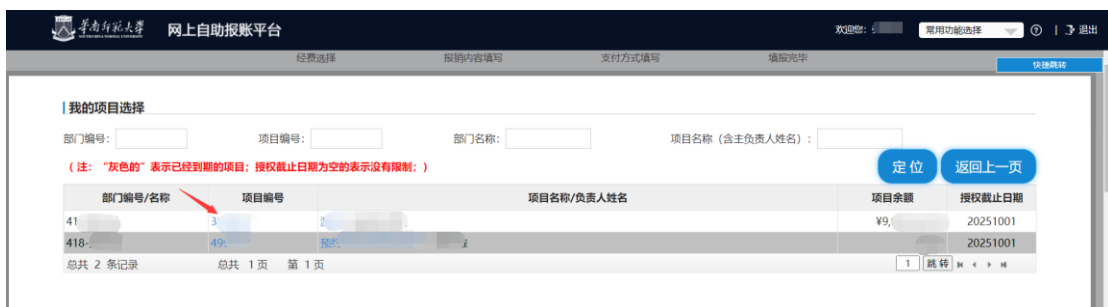 华南师范大学 网上自助报账平台 欢迎您: 常用功能选择 退出
经费选择 报销内容填写 支付方式填写 填报完毕
快捷跳转
我的项目选择
部门编号: 项目编号: 部门名称: 项目名称（含主负责人姓名）:
(注: “灰色的”表示已经到期的项目; 授权截止日期为空的表示没有限制; )
定位 返回上一页
部门编号/名称 项目编号 项目名称/负责人姓名 项目余额 授权截止日期
41 3 ¥9, 20251001
418- 49 20251001
总共 2 条记录 总共 1 页 第 1 页 1 跳转